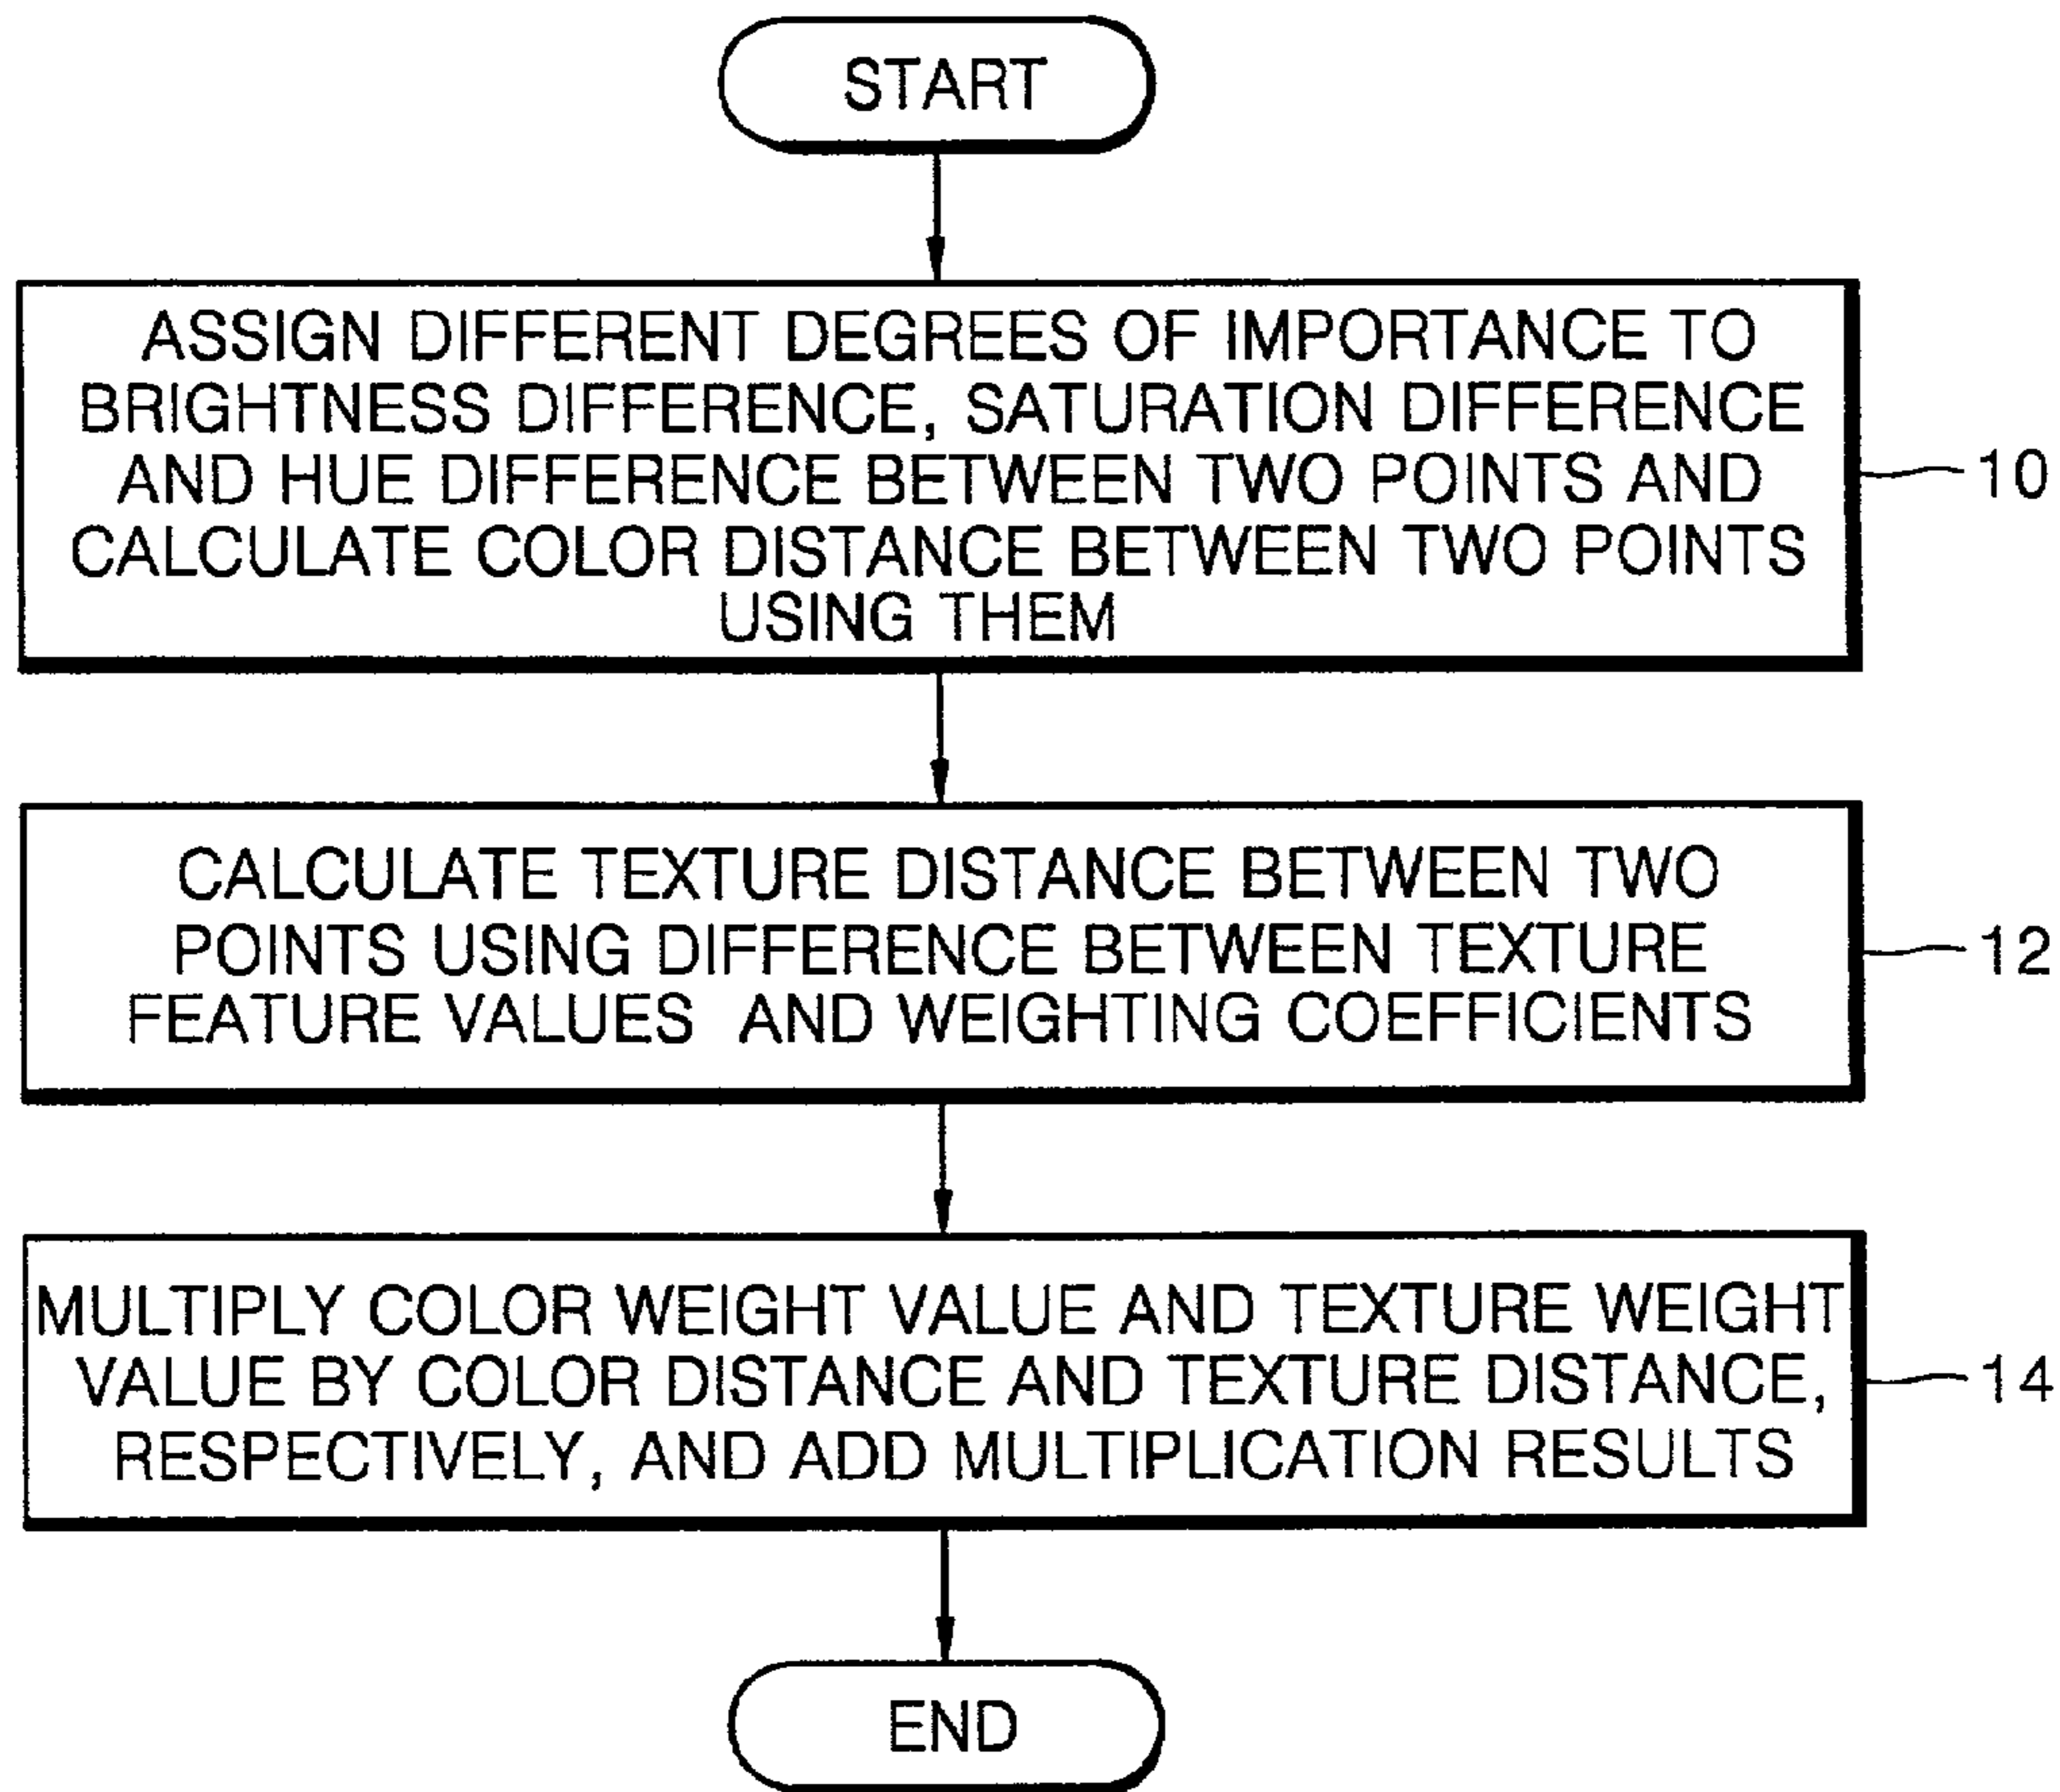 START
ASSIGN DIFFERENT DEGREES OF IMPORTANCE TO
BRIGHTNESS DIFFERENCE, SATURATION DIFFERENCE
AND HUE DIFFERENCE BETWEEN TWO POINTS AND
CALCULATE COLOR DISTANCE BETWEEN TWO POINTS
USING THEM
10
CALCULATE TEXTURE DISTANCE BETWEEN TWO
POINTS USING DIFFERENCE BETWEEN TEXTURE
FEATURE VALUES AND WEIGHTING COEFFICIENTS
12
MULTIPLY COLOR WEIGHT VALUE AND TEXTURE WEIGHT
VALUE BY COLOR DISTANCE AND TEXTURE DISTANCE,
RESPECTIVELY, AND ADD MULTIPLICATION RESULTS
14
END